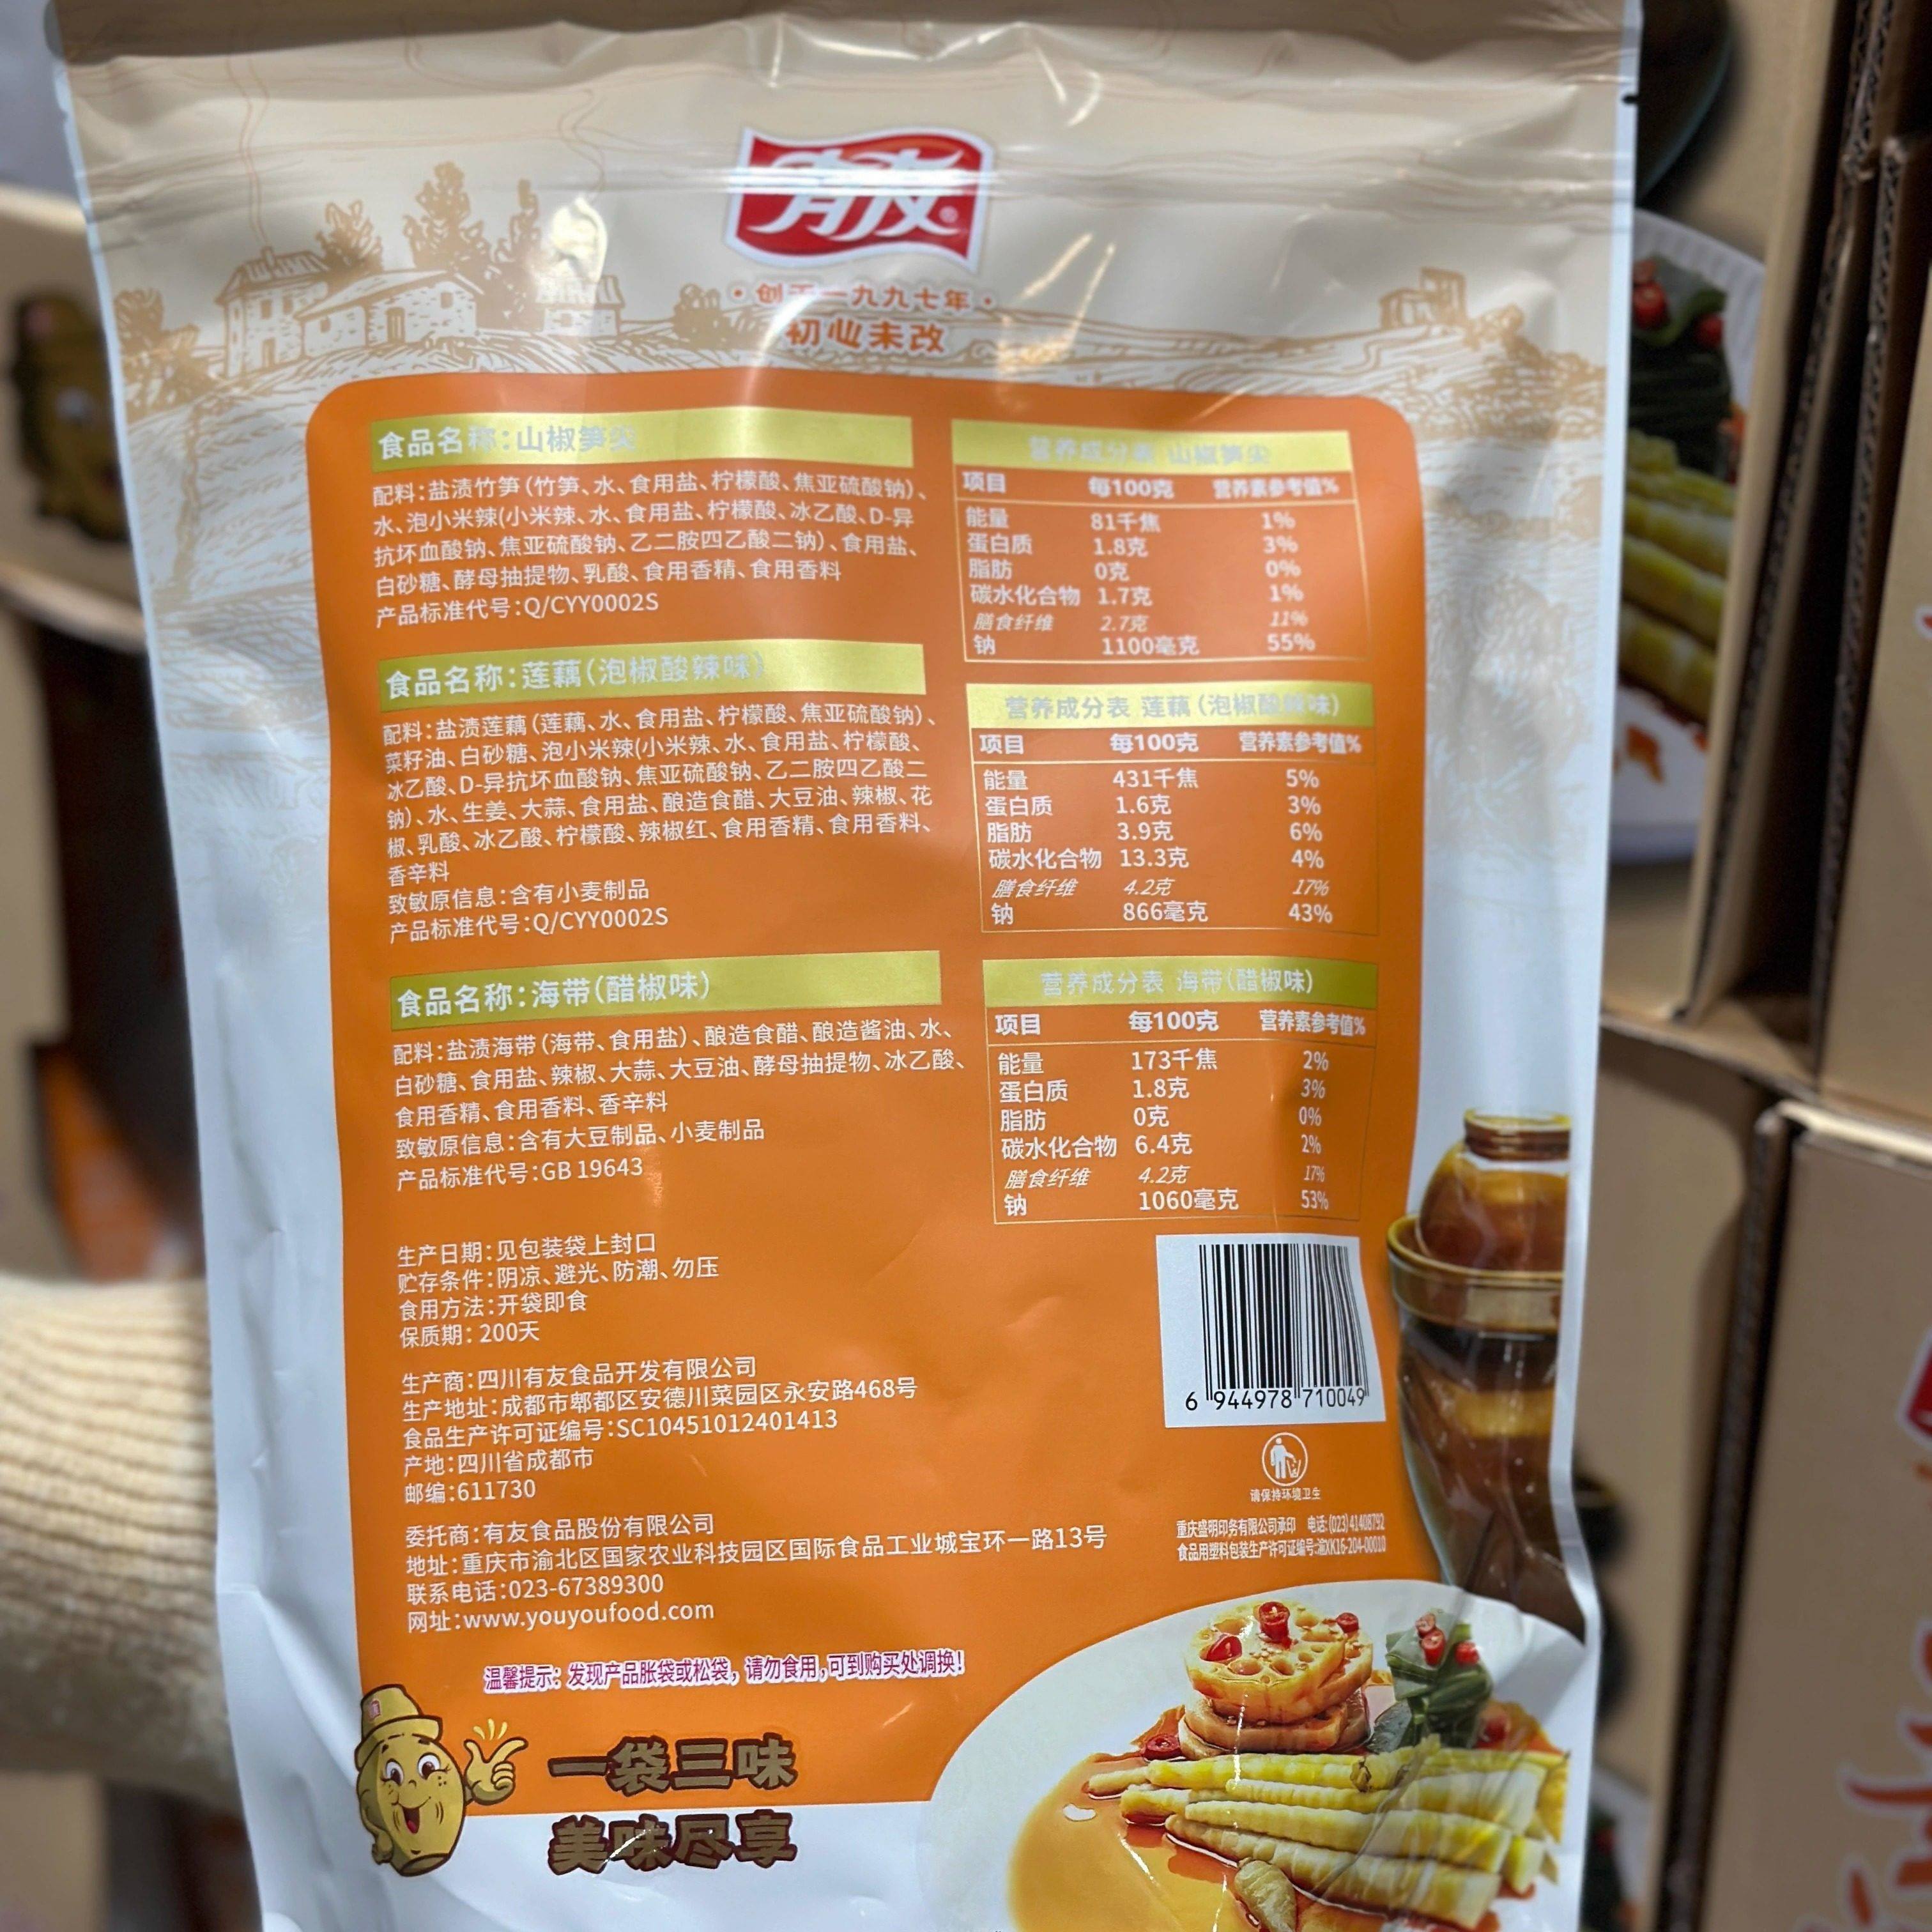 有友®
·创于一九九七年·
初心未改
食品名称:山椒笋尖
配料:盐渍竹笋(竹笋、水、食用盐、柠檬酸、焦亚硫酸钠)、
水、泡小米辣(小米辣、水、食用盐、柠檬酸、冰乙酸、D-异
抗坏血酸钠、焦亚硫酸钠、乙二胺四乙酸二钠)、食用盐、
白砂糖、酵母抽提物、乳酸、食用香精、食用香料
产品标准代号:Q/CYY0002S
营养成分表 山椒笋尖
项目 每100克 营养素参考值%
能量 81千焦 1%
蛋白质 1.8克 3%
脂肪 0克 0%
碳水化合物 1.7克 1%
膳食纤维 2.7克 11%
钠 1100毫克 55%
食品名称:莲藕(泡椒酸辣味)
配料:盐渍莲藕(莲藕、水、食用盐、柠檬酸、焦亚硫酸钠)、
菜籽油、白砂糖、泡小米辣(小米辣、水、食用盐、柠檬酸、
冰乙酸、D-异抗坏血酸钠、焦亚硫酸钠、乙二胺四乙酸二
钠)、水、生姜、大蒜、食用盐、酿造食醋、大豆油、辣椒、花
椒、乳酸、冰乙酸、柠檬酸、辣椒红、食用香精、食用香料、
香辛料
致敏原信息:含有小麦制品
产品标准代号:Q/CYY0002S
营养成分表 莲藕(泡椒酸辣味)
项目 每100克 营养素参考值%
能量 431千焦 5%
蛋白质 1.6克 3%
脂肪 3.9克 6%
碳水化合物 13.3克 4%
膳食纤维 4.2克 17%
钠 866毫克 43%
食品名称:海带(醋椒味)
配料:盐渍海带(海带、食用盐)、酿造食醋、酿造酱油、水、
白砂糖、食用盐、辣椒、大蒜、大豆油、酵母抽提物、冰乙酸、
食用香精、食用香料、香辛料
致敏原信息:含有大豆制品、小麦制品
产品标准代号:GB 19643
营养成分表 海带(醋椒味)
项目 每100克 营养素参考值%
能量 173千焦 2%
蛋白质 1.8克 3%
脂肪 0克 0%
碳水化合物 6.4克 2%
膳食纤维 4.2克 17%
钠 1060毫克 53%
生产日期:见包装袋上封口
贮存条件:阴凉、避光、防潮、勿压
食用方法:开袋即食
保质期:200天
生产商:四川有友食品开发有限公司
生产地址:成都市郫都区安德川菜园区永安路468号
食品生产许可证编号:SC10451012401413
产地:四川省成都市
邮编:611730
委托商:有友食品股份有限公司
地址:重庆市渝北区国家农业科技园区国际食品工业城宝环一路13号
联系电话:023-67389300
网址:www.youyoufood.com
6 944978 710049
请保持环境卫生
重庆盛明印务有限公司承印 电话:(023)41408792
食品用塑料包装生产许可证编号:渝XK16-204-00010
温馨提示:发现产品胀袋或松袋,请勿食用,可到购买处调换!
一袋三味
美味尽享